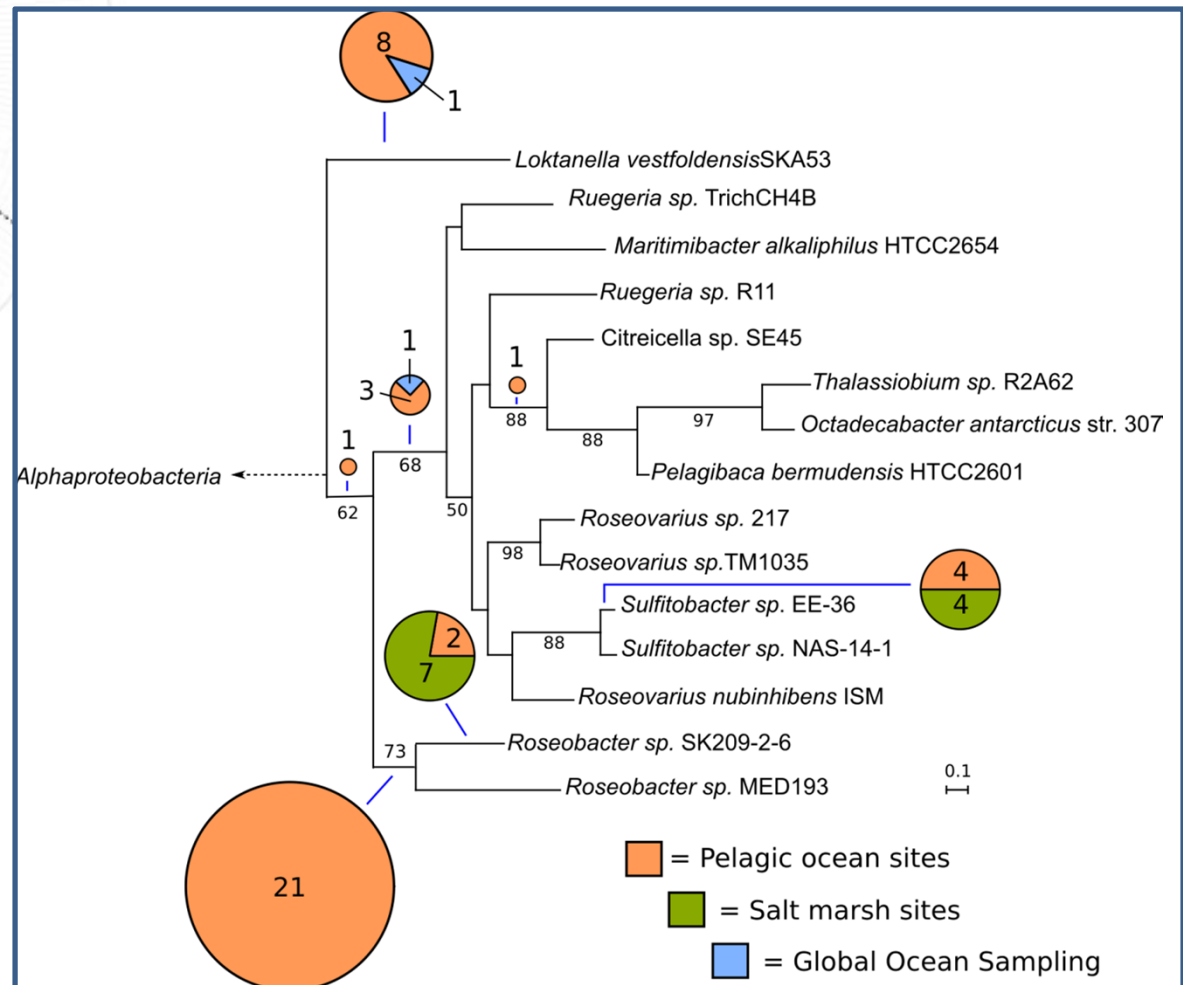 8
1
Loktanella vestfoldensisSKA53
Ruegeria sp. TrichCH4B
Maritimibacter alkaliphilus HTCC2654
Ruegeria sp. R11
1
1
Citreicella sp. SE45
3
Thalassiobium sp. R2A62
88
97
Octadecabacter antarcticus str. 307
1
88
68
Pelagibaca bermudensis HTCC2601
Alphaproteobacteria
62
50
Roseovarius sp. 217
98
Roseovarius sp.TM1035
4
4
Sulfitobacter sp. EE-36
2
88
7
Sulfitobacter sp. NAS-14-1
Roseovarius nubinhibens ISM
73
Roseobacter sp. SK209-2-6
0.1
Roseobacter sp. MED193
21
= Pelagic ocean sites
= Salt marsh sites
= Global Ocean Sampling